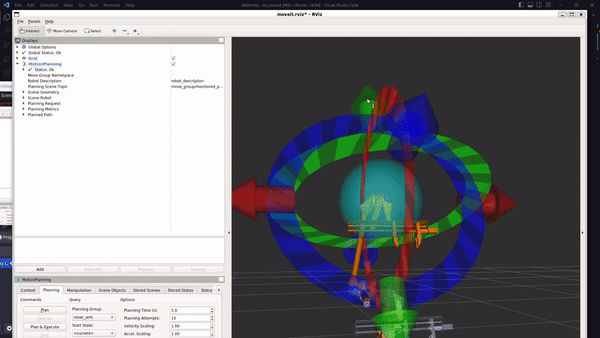 File Edit Selection View Go Run
Welcome - ws_moveit [WSL: Ubuntu 18.04] - Visual Studio Code
moveit.rviz* - RViz
File Panels Help
Interact Move Camera Select
Displays
Global Options
Global Status: Ok
Grid
MotionPlanning
Status: Ok
Move Group Namespace
Robot Description robot_description
Planning Scene Topic move_group/monitored_p...
Scene Geometry
Scene Robot
Planning Request
Planning Metrics
Planned Path
Add Duplicate Remove Rename
MotionPlanning
Context Planning Manipulation Scene Objects Stored Scenes Stored States Status
Commands Query Options
Plan Planning Group: Planning Time (s): 5.0
Execute rover_arm Planning Attempts: 10
Plan & Execute Start State: Velocity Scaling: 1.00
Stop <current> Accel. Scaling: 1.00